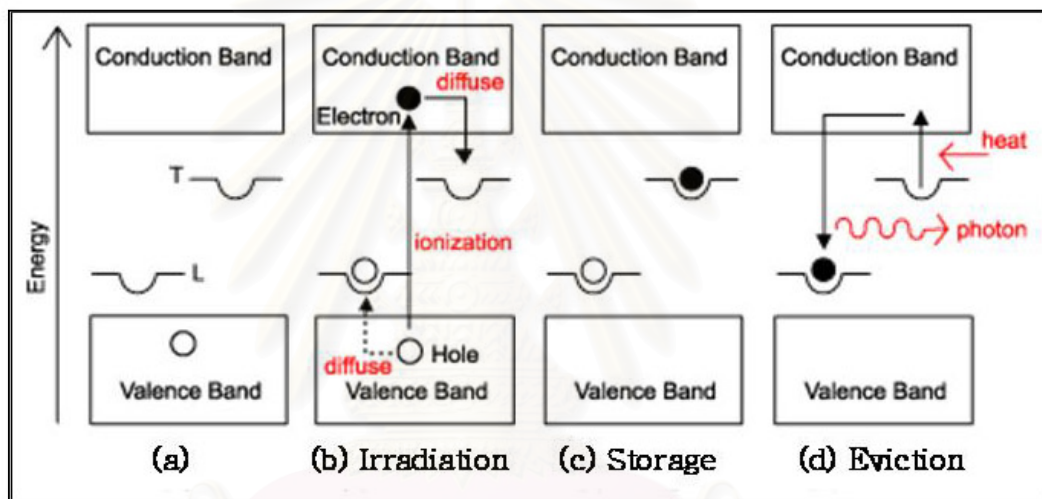 Energy
Conduction Band
T
L
Valence Band
(a)
Conduction Band
diffuse
Electron
ionization
diffuse
Hole
Valence Band
(b) Irradiation
Conduction Band
Valence Band
(c) Storage
Conduction Band
heat
photon
Valence Band
(d) Eviction